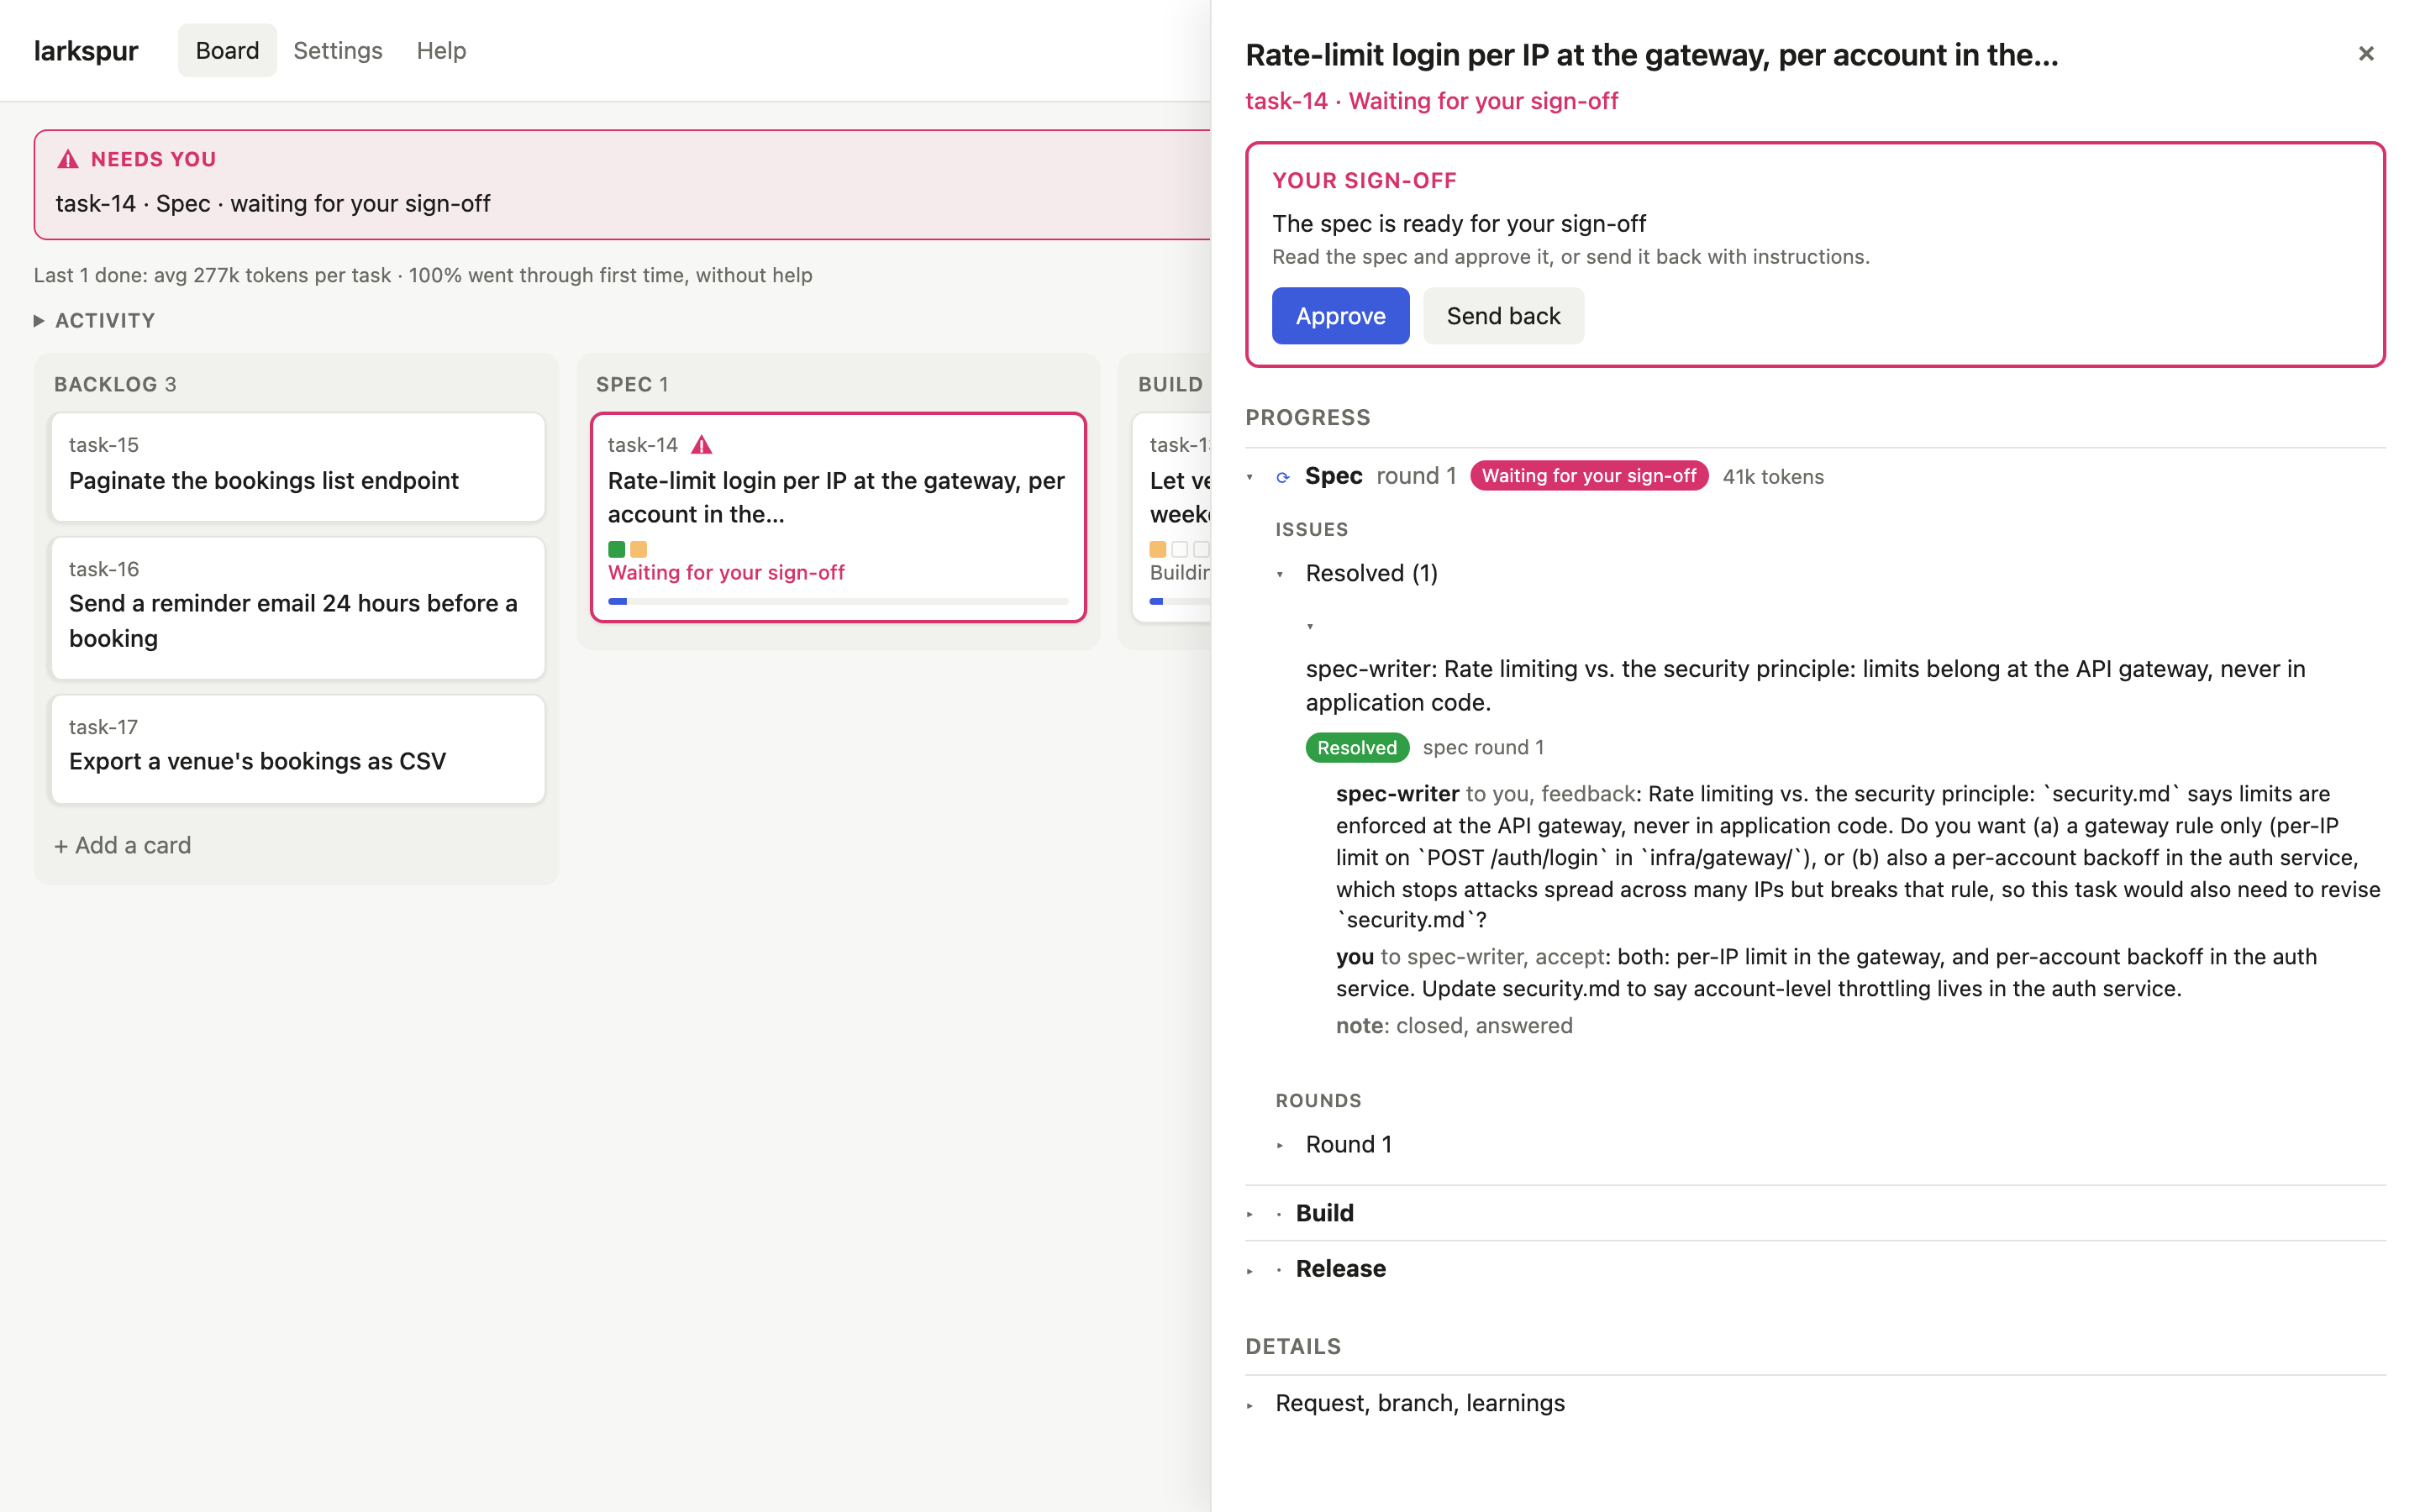 larkspur
Board
Settings
Help
NEEDS YOU
task-14 · Spec · waiting for your sign-off
Last 1 done: avg 277k tokens per task · 100% went through first time, without help
ACTIVITY
BACKLOG 3
task-15
Paginate the bookings list endpoint
task-16
Send a reminder email 24 hours before a
booking
task-17
Export a venue's bookings as CSV
+ Add a card
SPEC 1
task-14
Rate-limit login per IP at the gateway, per
account in the...
Waiting for your sign-off
BUILD
Let
Rate-limit login per IP at the gateway, per account in the...
×
task-14 · Waiting for your sign-off
YOUR SIGN-OFF
The spec is ready for your sign-off
Read the spec and approve it, or send it back with instructions.
Approve
Send back
PROGRESS
Spec round 1 Waiting for your sign-off 41k tokens
ISSUES
Resolved (1)
spec-writer: Rate limiting vs. the security principle: limits belong at the API gateway, never in
application code.
Resolved spec round 1
spec-writer to you, feedback: Rate limiting vs. the security principle: `security.md` says limits are
enforced at the API gateway, never in application code. Do you want (a) a gateway rule only (per-IP
limit on `POST /auth/login` in `infra/gateway/`), or (b) also a per-account backoff in the auth service,
which stops attacks spread across many IPs but breaks that rule, so this task would also need to revise
`security.md`?
you to spec-writer, accept: both: per-IP limit in the gateway, and per-account backoff in the auth
service. Update security.md to say account-level throttling lives in the auth service.
note: closed, answered
ROUNDS
Round 1
Build
Release
DETAILS
Request, branch, learnings